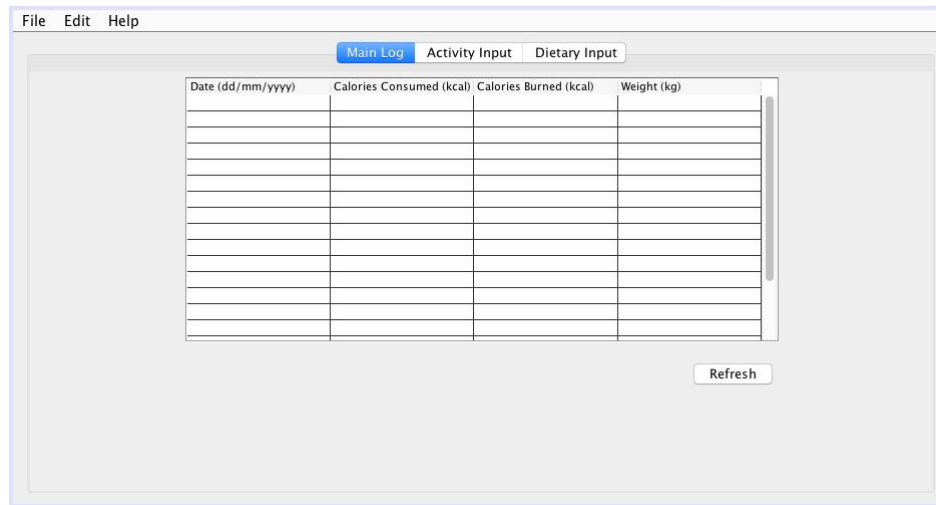 File Edit Help
Main Log Activity Input Dietary Input
Date (dd/mm/yyyy) Calories Consumed (kcal) Calories Burned (kcal) Weight (kg)
Refresh